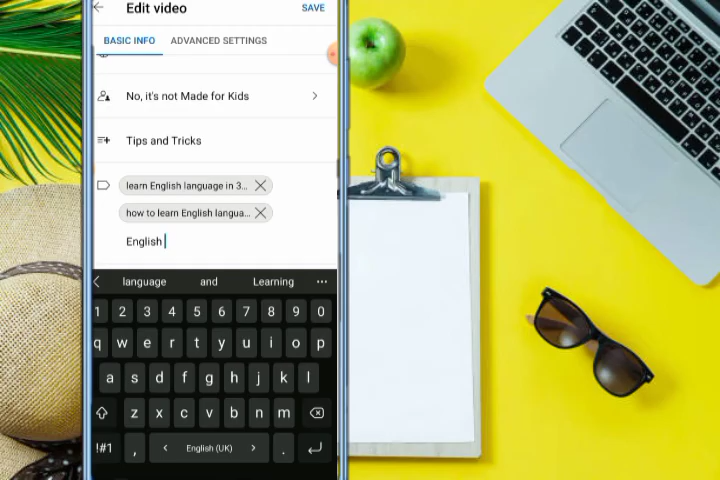 Edit video
SAVE
BASIC INFO
ADVANCED SETTINGS
No, it's not Made for Kids
Tips and Tricks
learn English language in 3...
how to learn English langua...
English
language and Learning ...
1 2 3 4 5 6 7 8 9 0
q w e r t y u i o p
a s d f g h j k l
z x c v b n m
!#1 , English (UK) .